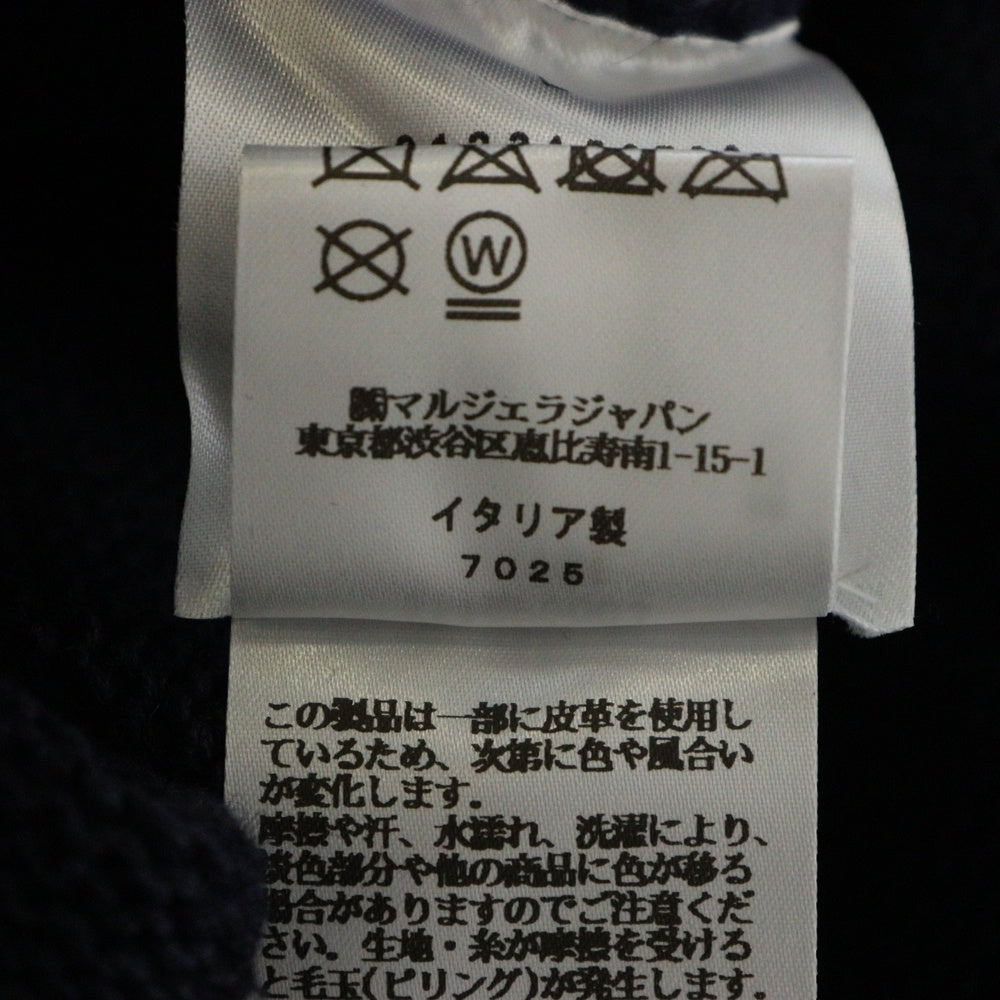 W
㈱マルジェラジャパン
東京都渋谷区恵比寿南1-15-1
イタリア製
7025
この製品は一部に皮革を使用し
ているため、次第に色や風合い
が変化します。
摩擦や汗、水濡れ、洗濯により、
淡色部分や他の商品に色が移る
場合がありますのでご注意くだ
さい。生地・糸が摩擦を受ける
と毛玉(ピリング)が発生します。